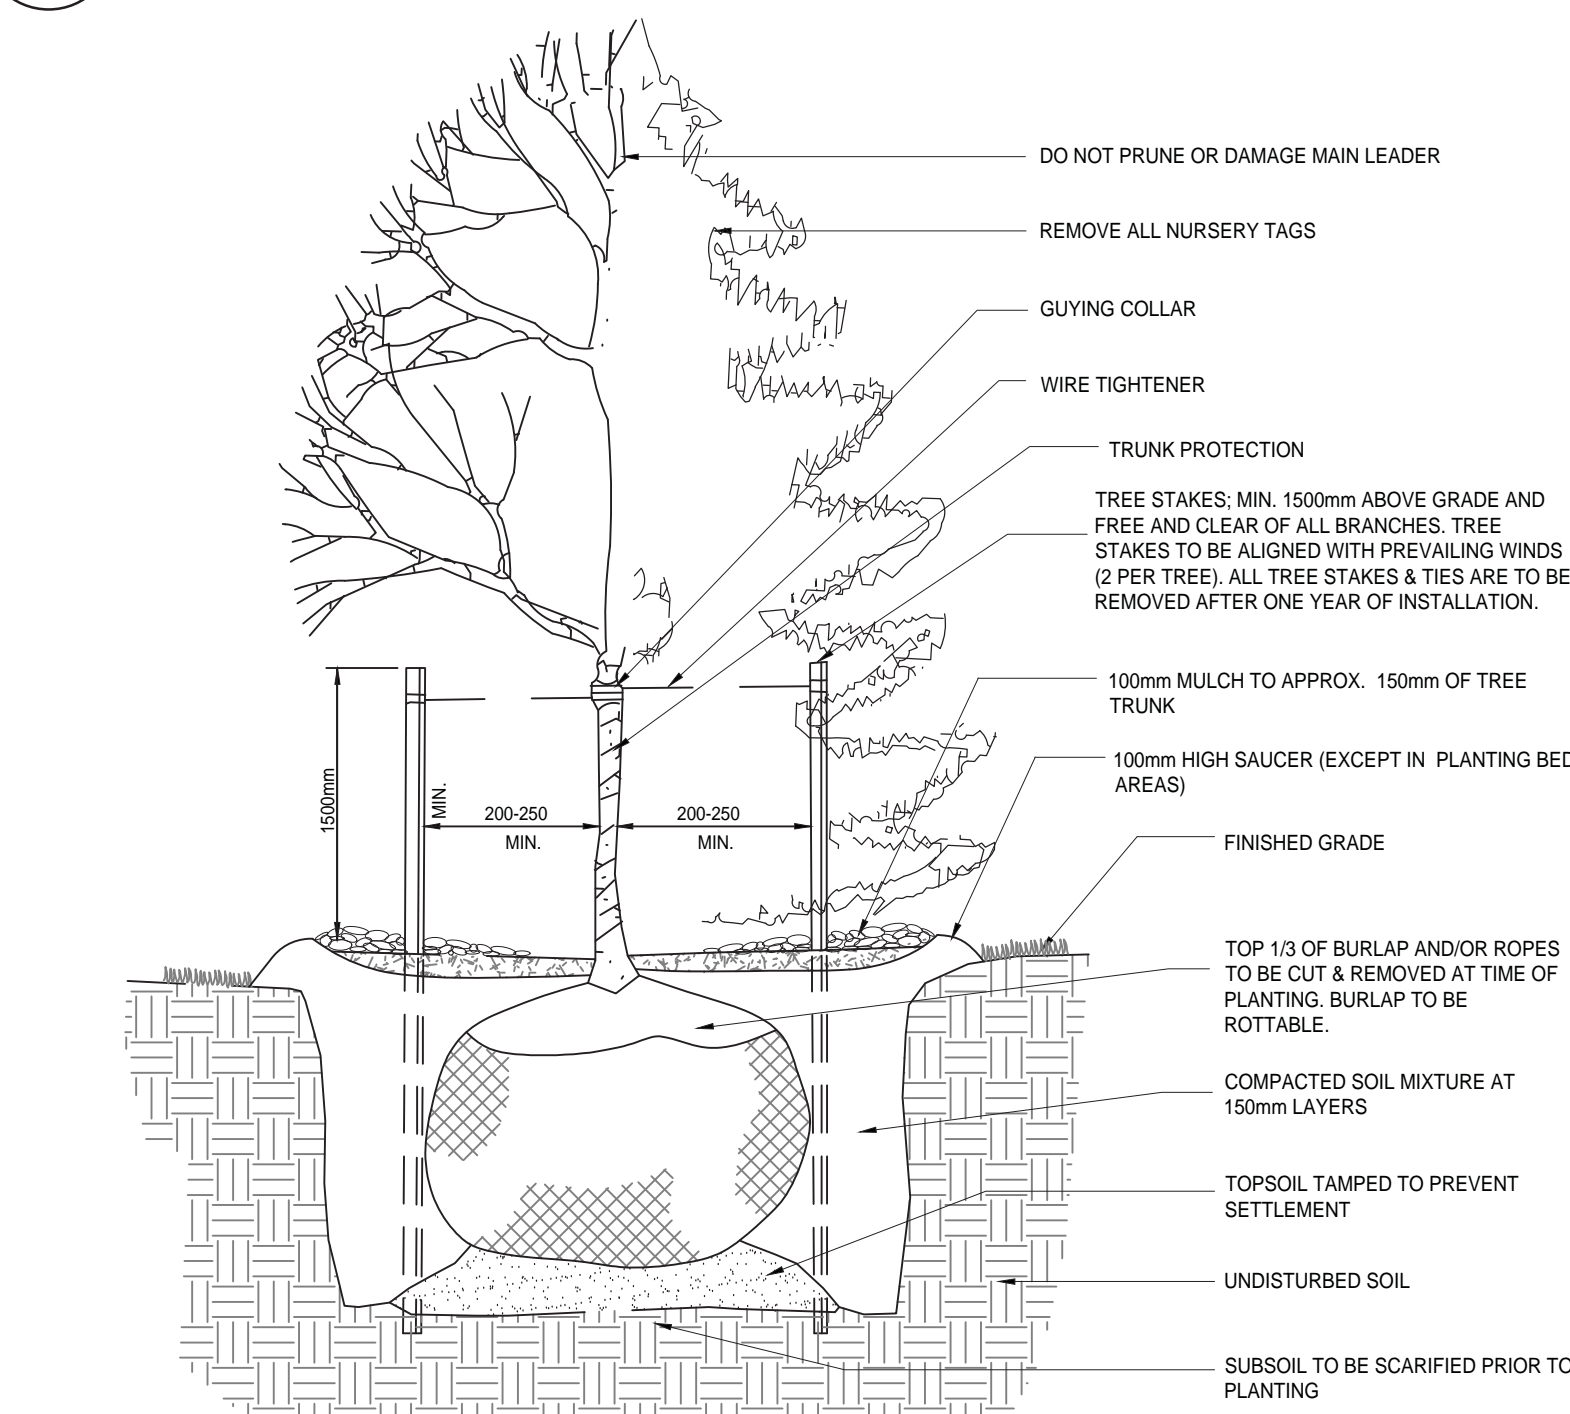 DO NOT PRUNE OR DAMAGE MAIN LEADER
REMOVE ALL NURSERY TAGS
GUYING COLLAR
WIRE TIGHTENER
TRUNK PROTECTION
TREE STAKES; MIN. 1500mm ABOVE GRADE AND
FREE AND CLEAR OF ALL BRANCHES. TREE
STAKES TO BE ALIGNED WITH PREVAILING WINDS
(2 PER TREE). ALL TREE STAKES & TIES ARE TO BE
REMOVED AFTER ONE YEAR OF INSTALLATION.
100mm MULCH TO APPROX. 150mm OF TREE
TRUNK
100mm HIGH SAUCER (EXCEPT IN PLANTING BED
AREAS)
1500mm
MIN.
200-250
MIN.
200-250
MIN.
FINISHED GRADE
TOP 1/3 OF BURLAP AND/OR ROPES
TO BE CUT & REMOVED AT TIME OF
PLANTING. BURLAP TO BE
ROTTABLE.
COMPACTED SOIL MIXTURE AT
150mm LAYERS
TOPSOIL TAMPED TO PREVENT
SETTLEMENT
UNDISTURBED SOIL
SUBSOIL TO BE SCARIFIED PRIOR TO
PLANTING